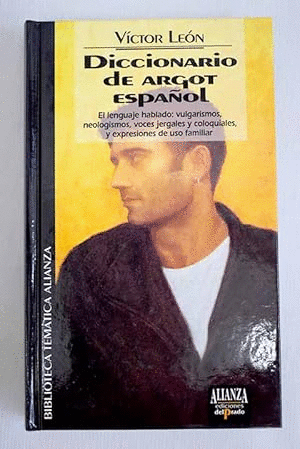 VÍCTOR LEÓN
DICCIONARIO
DE ARGOT
ESPAÑOL
El lenguaje hablado: vulgarismos,
neologismos, voces jergales y coloquiales,
y expresiones de uso familiar
BIBLIOTECA TEMÁTICA ALIANZA
ALIANZA
ediciones
del Prado